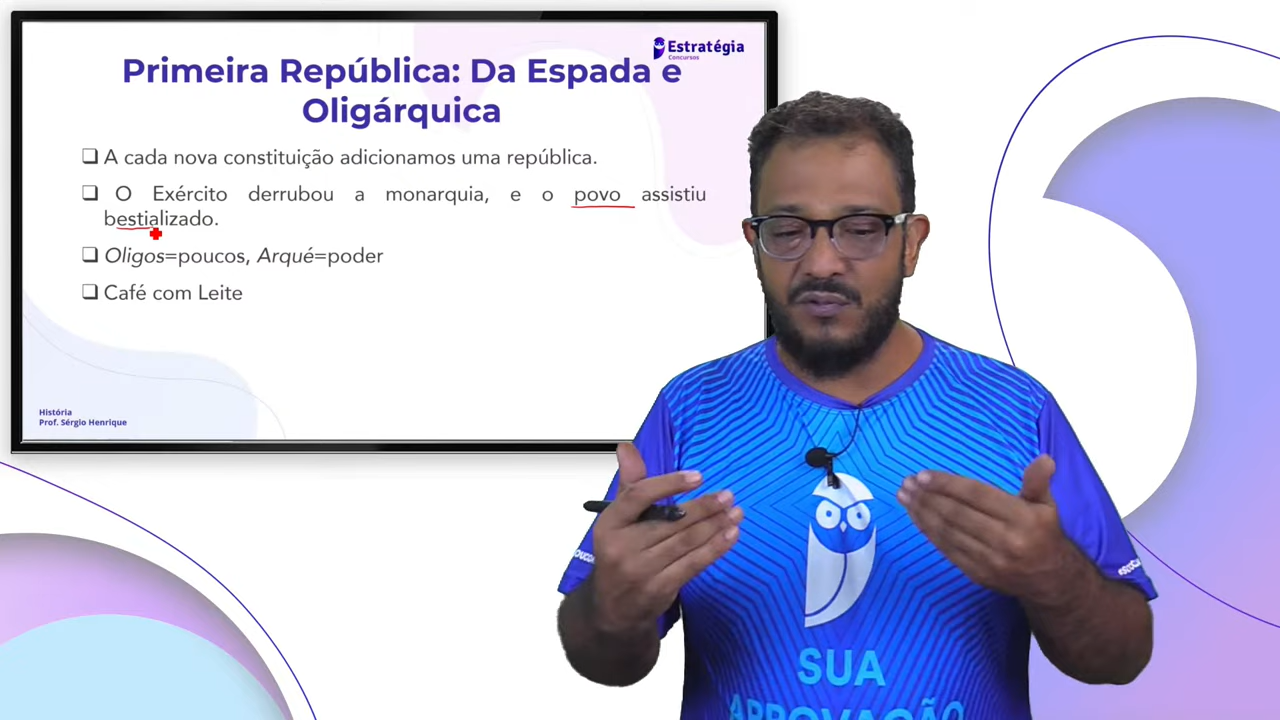 Estratégia
Concursos
Primeira República: Da Espada e
Oligárquica
A cada nova constituição adicionamos uma república.
O Exército derrubou a monarquia, e o povo assistiu
bestializado.
Oligos=poucos, Arqué=poder
Café com Leite
História
Prof. Sérgio Henrique
SUA
APROVAÇÃO